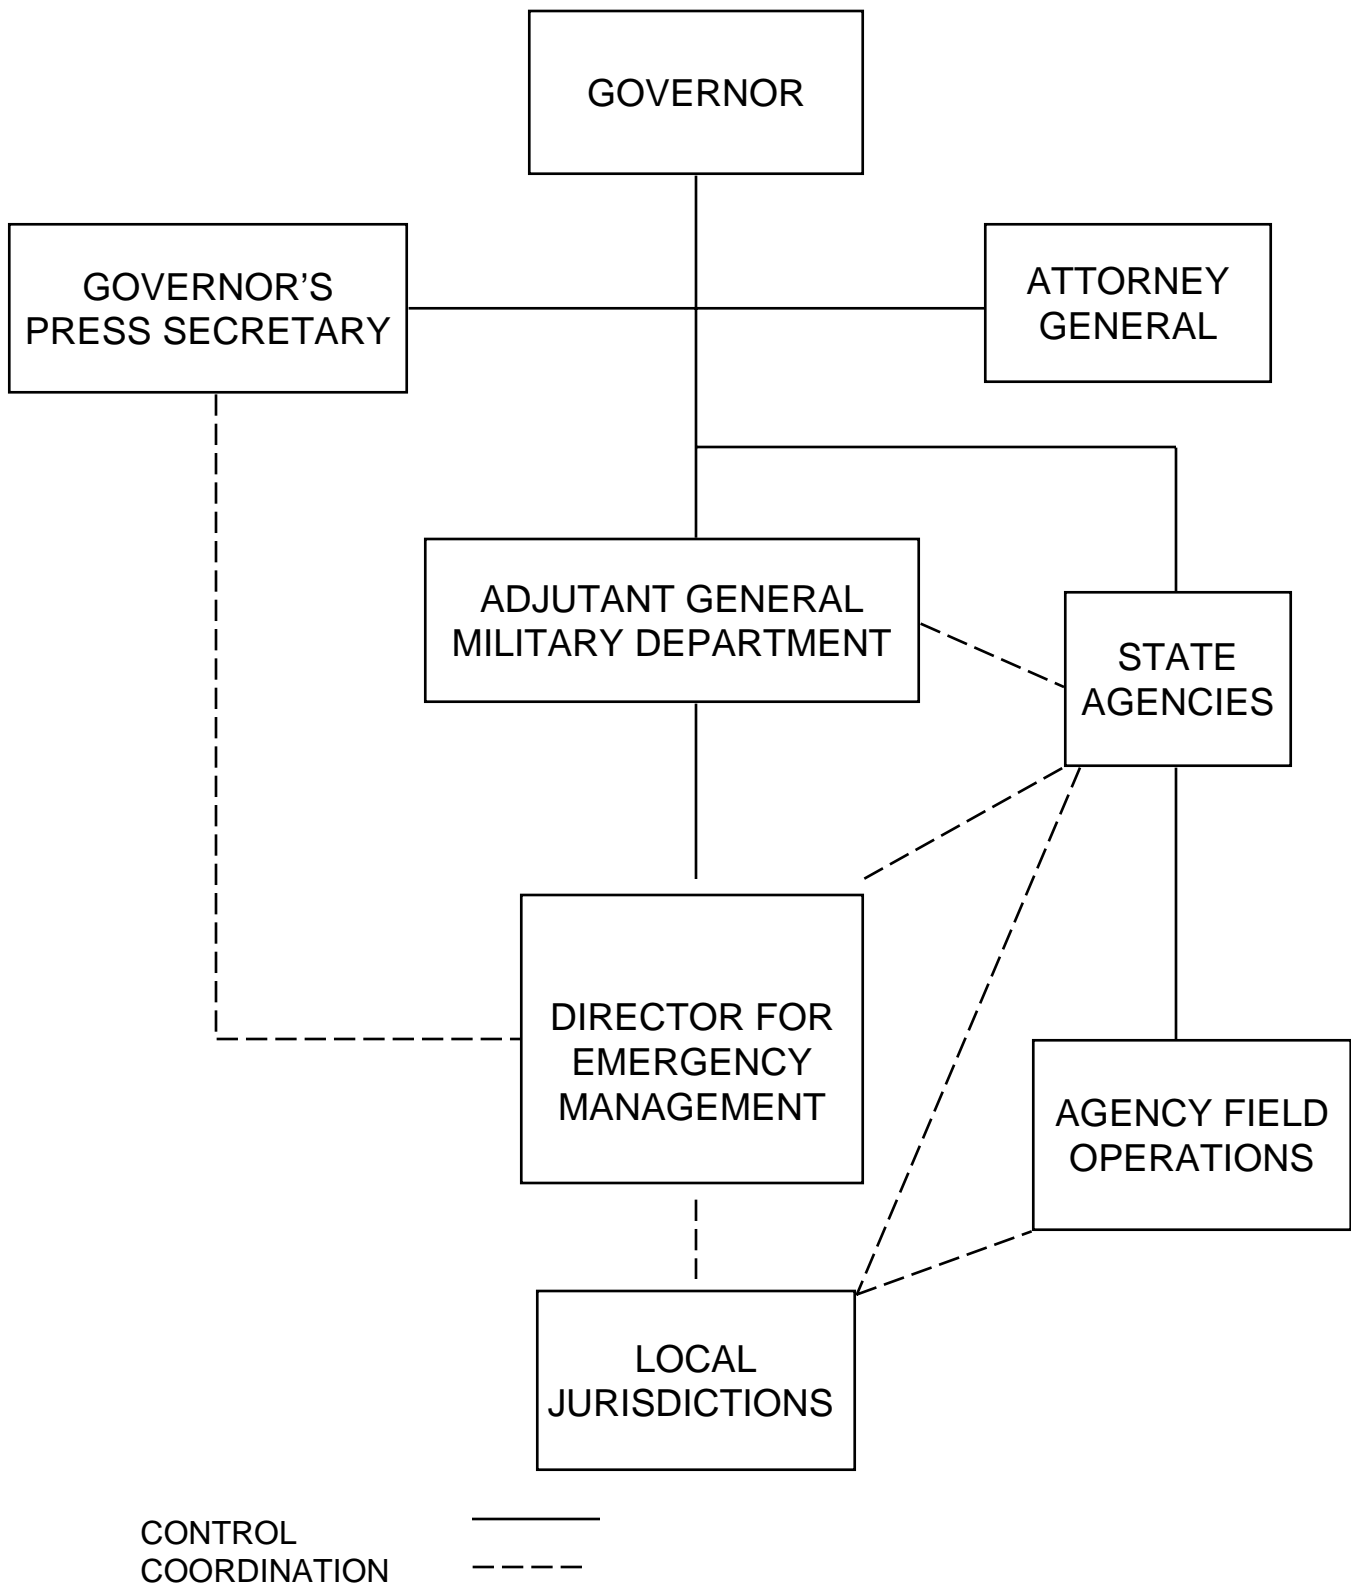 GOVERNOR
GOVERNOR’S
PRESS SECRETARY
ATTORNEY
GENERAL
ADJUTANT GENERAL
MILITARY DEPARTMENT
STATE
AGENCIES
DIRECTOR FOR
EMERGENCY
MANAGEMENT
AGENCY FIELD
OPERATIONS
LOCAL
JURISDICTIONS
CONTROL
COORDINATION